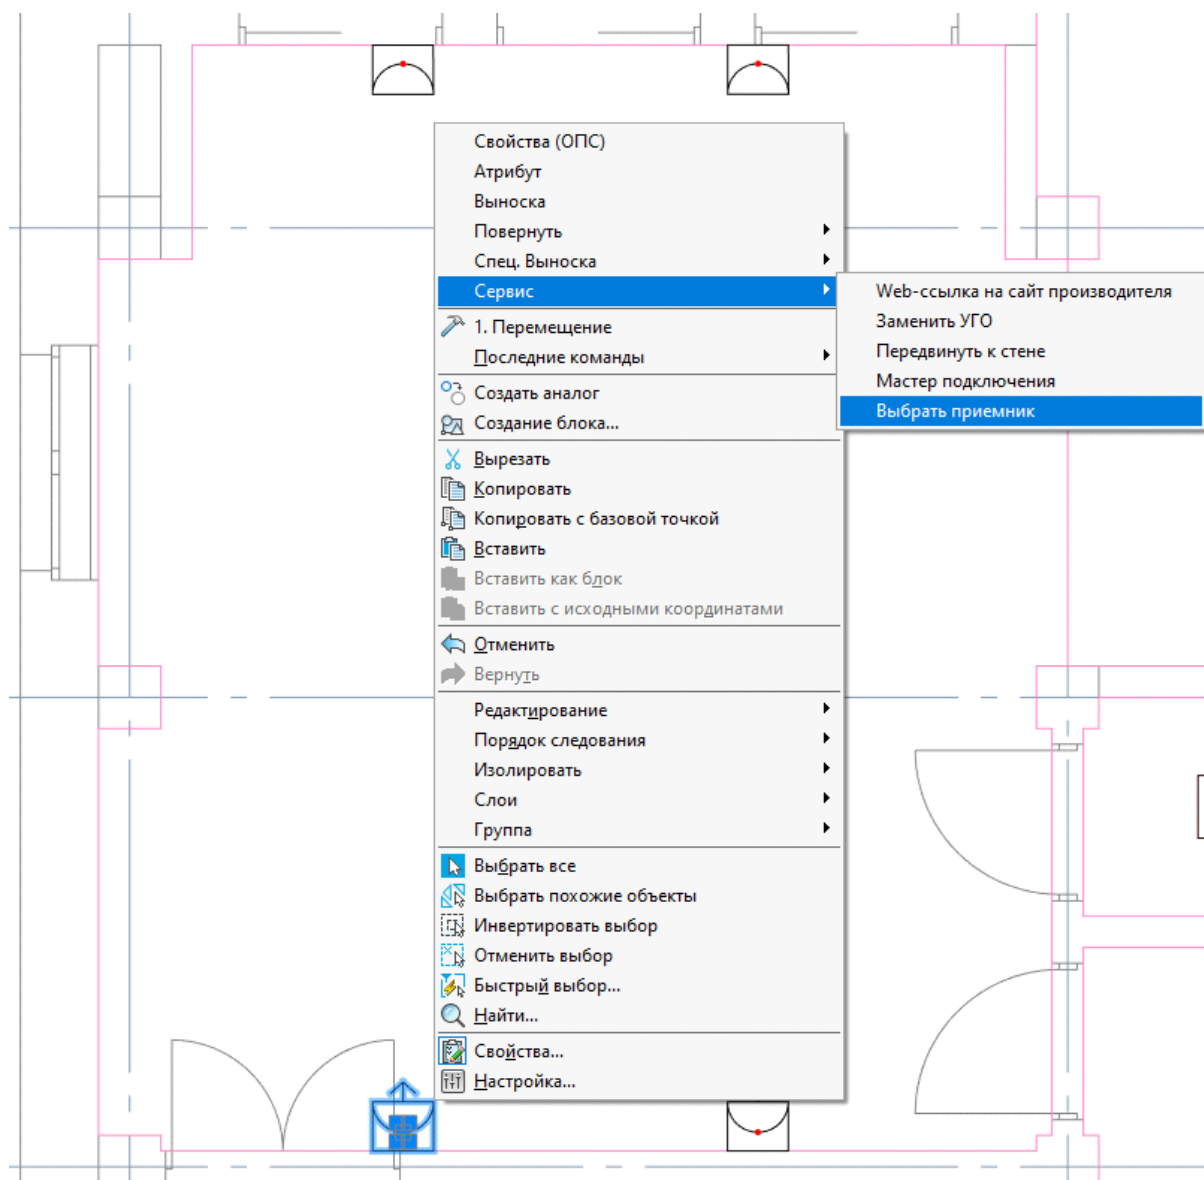 Свойства (ОПС)
Атрибут
Выноска
Повернуть
Спец. Выноска
Сервис
Web-ссылка на сайт производителя
Заменить УГО
Передвинуть к стене
Мастер подключения
Выбрать приемник
1. Перемещение
Последние команды
Создать аналог
Создание блока...
Вырезать
Копировать
Копировать с базовой точкой
Вставить
Вставить как блок
Вставить с исходными координатами
Отменить
Вернуть
Редактирование
Порядок следования
Изолировать
Слои
Группа
Выбрать все
Выбрать похожие объекты
Инвертировать выбор
Отменить выбор
Быстрый выбор...
Найти...
Свойства...
Настройка...